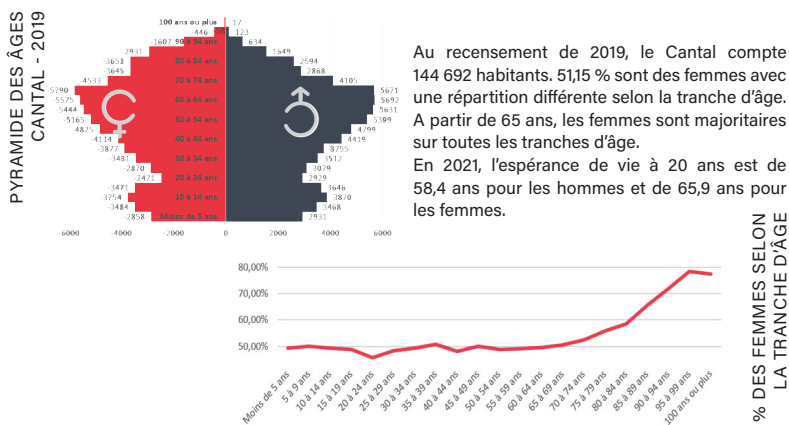 PYRAMIDE DES ÂGES
CANTAL - 2019
100 ans ou plus 17
-446 123
-1607 90 à 94 ans 634
-2931 1649
-3653 80 à 84 ans 2594
-3645 2868
-4533 70 à 74 ans 4105
-5790 5671
-5575 60 à 64 ans 5692
-5444 5631
-5165 50 à 54 ans 5399
-4825 4799
-4114 40 à 44 ans 4419
-3877 3755
30 à 34 ans 3512
-2870 3079
-2471 20 à 24 ans 2929
-3471 3646
-3754 10 à 14 ans 3870
-3484 3468
-2858 Moins de 5 ans 2931
-6000 -4000 -2000 0 2000 4000 6000
Au recensement de 2019, le Cantal compte
144 692 habitants. 51,15 % sont des femmes avec
une répartition différente selon la tranche d'âge.
A partir de 65 ans, les femmes sont majoritaires
sur toutes les tranches d'âge.
En 2021, l'espérance de vie à 20 ans est de
58,4 ans pour les hommes et de 65,9 ans pour
les femmes.
% DES FEMMES SELON
LA TRANCHE D'ÂGE
80,00%
70,00%
60,00%
50,00%
Moins de 5 ans
5 à 9 ans
10 à 14 ans
15 à 19 ans
20 à 24 ans
25 à 29 ans
30 à 34 ans
35 à 39 ans
40 à 44 ans
45 à 49 ans
50 à 54 ans
55 à 59 ans
60 à 64 ans
65 à 69 ans
70 à 74 ans
75 à 79 ans
80 à 84 ans
85 à 89 ans
90 à 94 ans
95 à 99 ans
100 ans ou plus